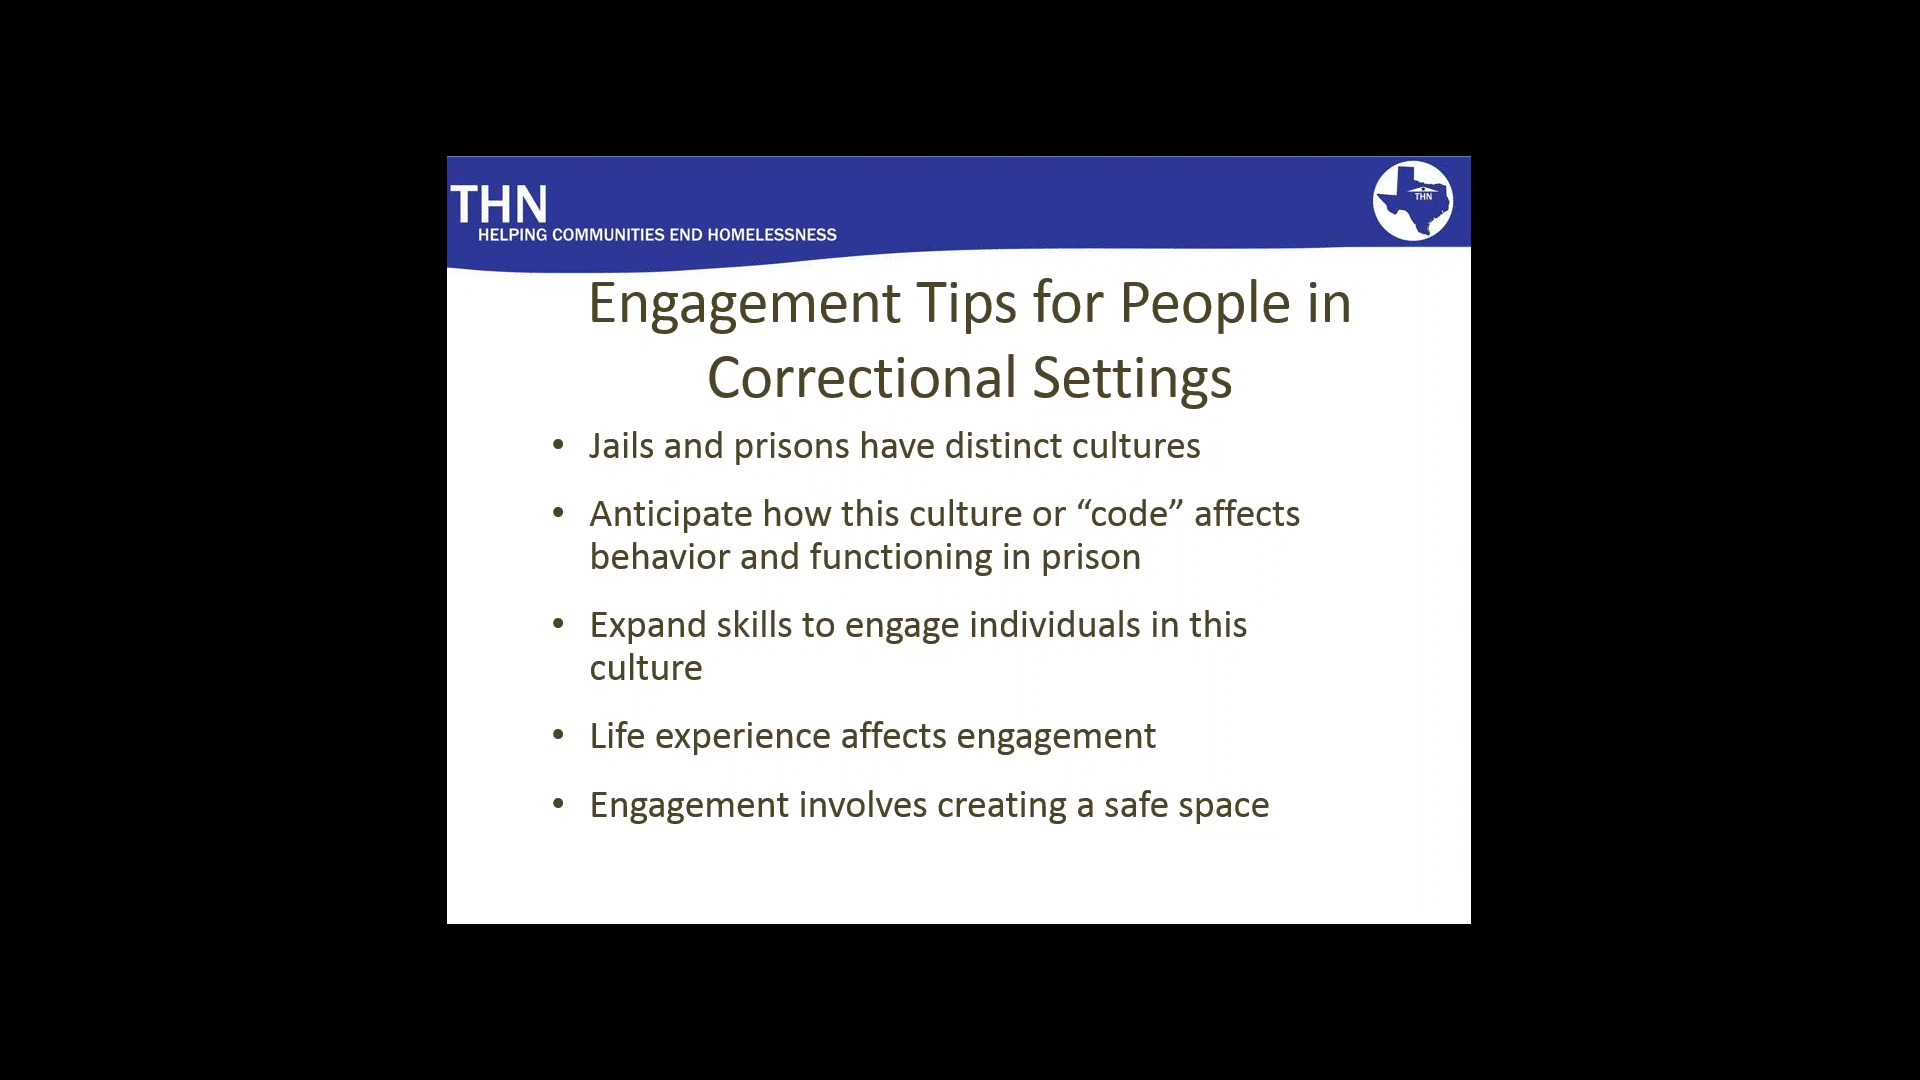 THN
HELPING COMMUNITIES END HOMELESSNESS
THN
Engagement Tips for People in
Correctional Settings
• Jails and prisons have distinct cultures
• Anticipate how this culture or “code” affects
behavior and functioning in prison
• Expand skills to engage individuals in this
culture
• Life experience affects engagement
• Engagement involves creating a safe space